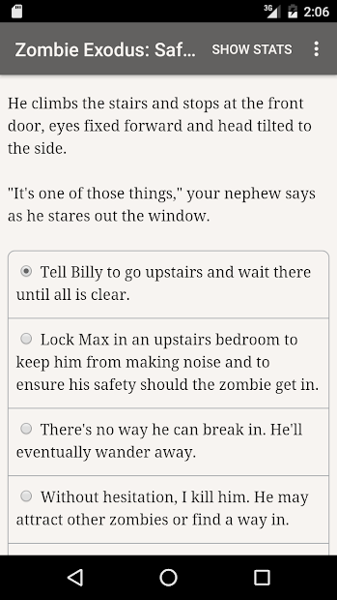 3G 2:06
Zombie Exodus: Saf... SHOW STATS
He climbs the stairs and stops at the front
door, eyes fixed forward and head tilted to
the side.
"It's one of those things," your nephew says
as he stares out the window.
Tell Billy to go upstairs and wait there
until all is clear.
Lock Max in an upstairs bedroom to
keep him from making noise and to
ensure his safety should the zombie get in.
There's no way he can break in. He'll
eventually wander away.
Without hesitation, I kill him. He may
attract other zombies or find a way in.